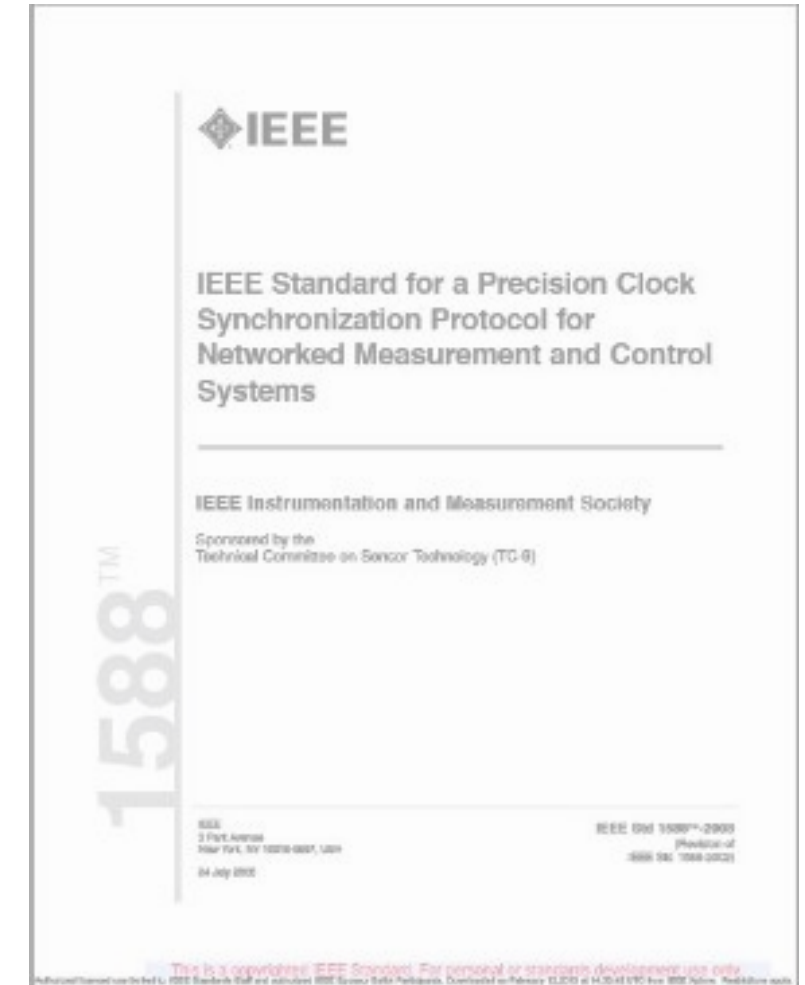 IEEE
IEEE Standard for a Precision Clock
Synchronization Protocol for
Networked Measurement and Control
Systems
IEEE Instrumentation and Measurement Society
Sponsored by the
Technical Committee on Sensor Technology (TC-9)
1588™
IEEE
3 Park Avenue
New York, NY 10016-5997, USA
24 July 2008
IEEE Std 1588™-2008
(Revision of
IEEE Std 1588-2002)
This is a copyrighted IEEE Standard. For personal or standards development use only.